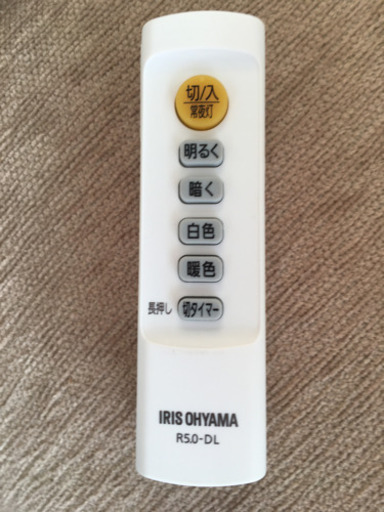 切/入
常夜灯
明るく
暗く
白色
暖色
長押し 切タイマー
IRIS OHYAMA
R5.0-DL